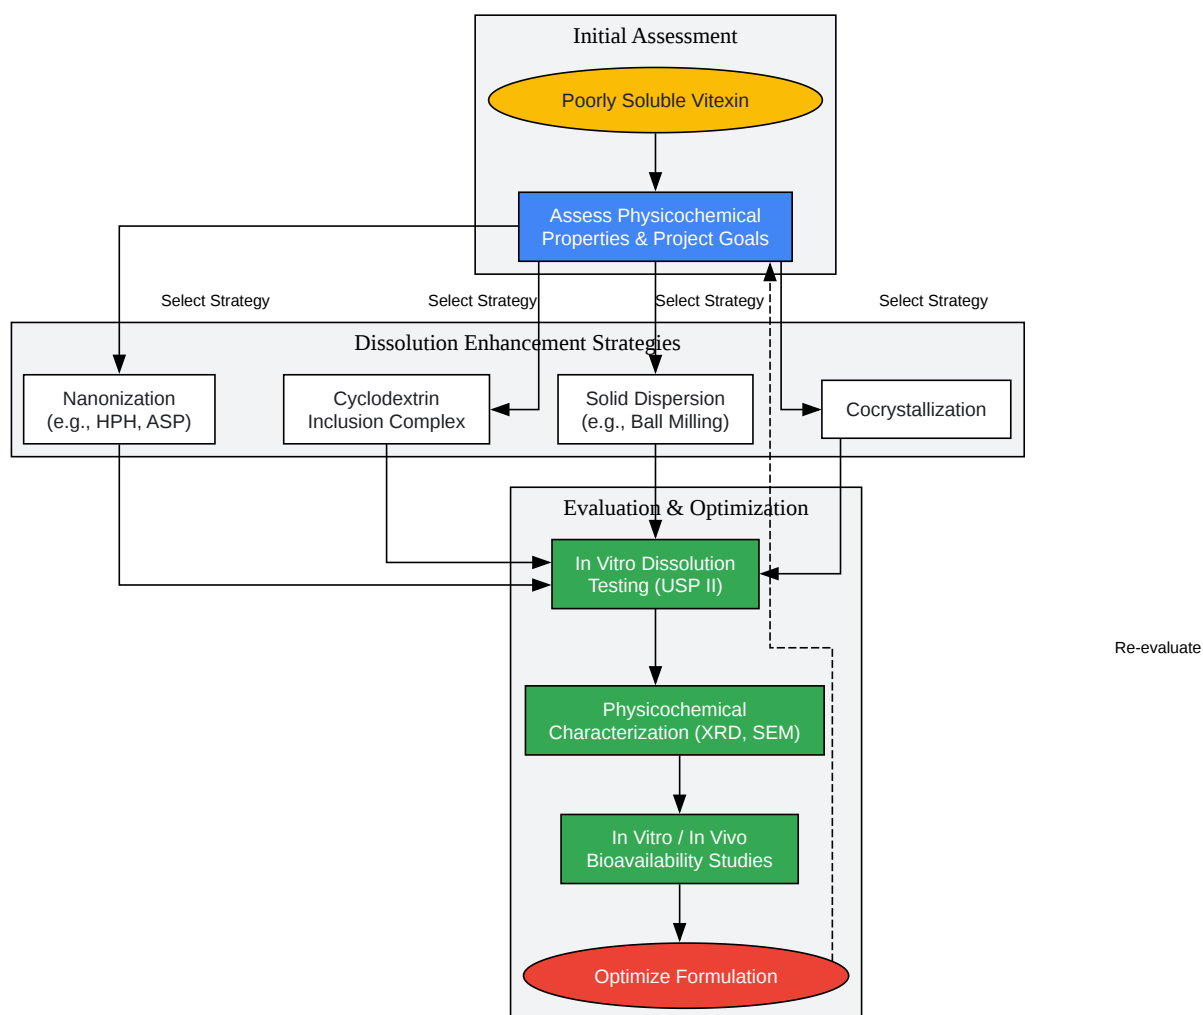 Initial Assessment
Poorly Soluble Vitexin
Assess Physicochemical
Properties & Project Goals
Select Strategy
Select Strategy
Select Strategy
Select Strategy
Dissolution Enhancement Strategies
Nanonization
(e.g., HPH, ASP)
Cyclodextrin
Inclusion Complex
Solid Dispersion
(e.g., Ball Milling)
Cocrystallization
Evaluation & Optimization
In Vitro Dissolution
Testing (USP II)
Re-evaluate
Physicochemical
Characterization (XRD, SEM)
In Vitro / In Vivo
Bioavailability Studies
Optimize Formulation